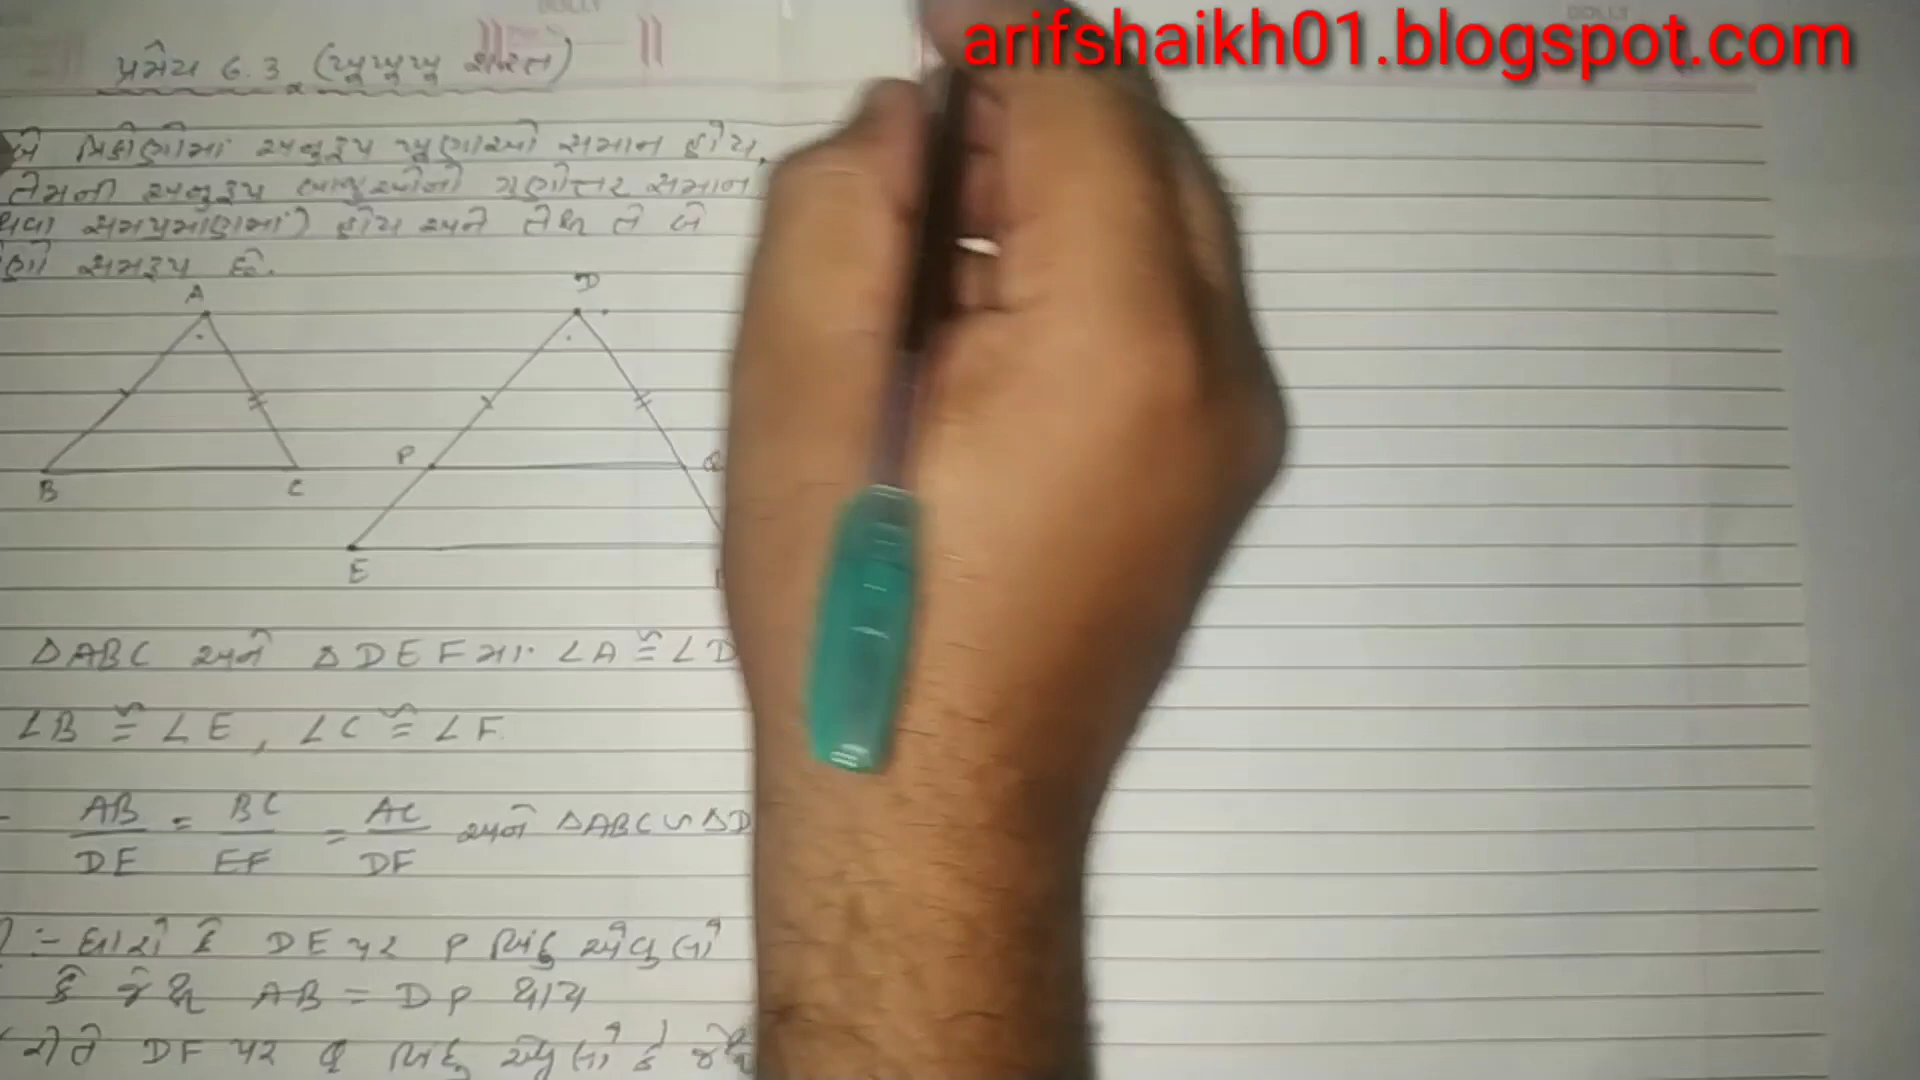 arifshaikh01.blogspot.com
પ્રમેય 6.3 (ખૂખૂખૂ શરત)
બે ત્રિકોણોમાં અનુરૂપ ખૂણાઓ સમાન હોય,
તેમની અનુરૂપ બાજુઓનો ગુણોત્તર સમાન
સમપ્રમાણમાં) હોય અને તેથી તે બે
સમરૂપ છે.
A
D
P
Q
B
C
E
ΔABC અને ΔDEFમાં ∠A ≅ ∠D
∠B ≅ ∠E, ∠C ≅ ∠F.
AB/DE = BC/EF = AC/DF અને ΔABC ∽ ΔD
:- ધારો કે DE પર P બિંદુ એવું લો
કે જેથી AB = DP થાય
રીતે DF પર Q બિંદુ એવું લો કે જેથી